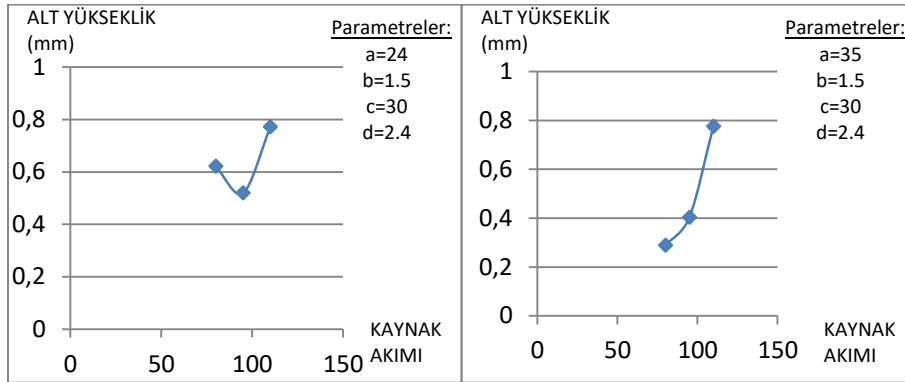 ALT YÜKSEKLİK
(mm)
Parametreler:
a=24
b=1.5
c=30
d=2.4
1
0,8
0,6
0,4
0,2
0
0 50 100 150
KAYNAK
AKIMI
ALT YÜKSEKLİK
(mm)
Parametreler:
a=35
b=1.5
c=30
d=2.4
1
0,8
0,6
0,4
0,2
0
0 50 100 150
KAYNAK
AKIMI